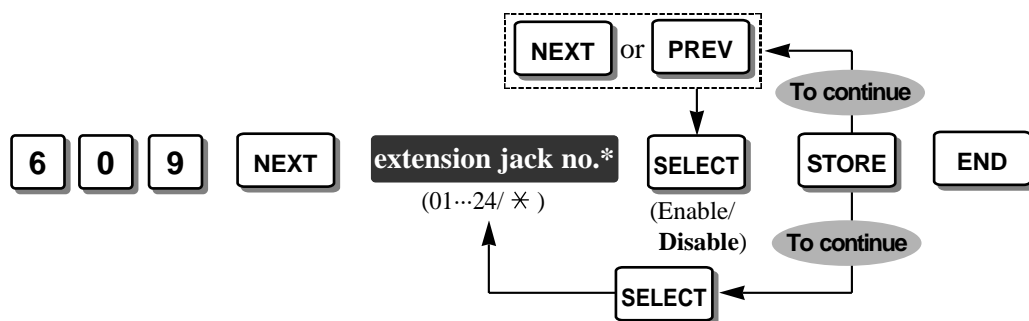 NEXT or PREV
To continue
6 0 9 NEXT extension jack no.* SELECT STORE END
(01···24/ ✳ )
(Enable/
Disable)
To continue
SELECT